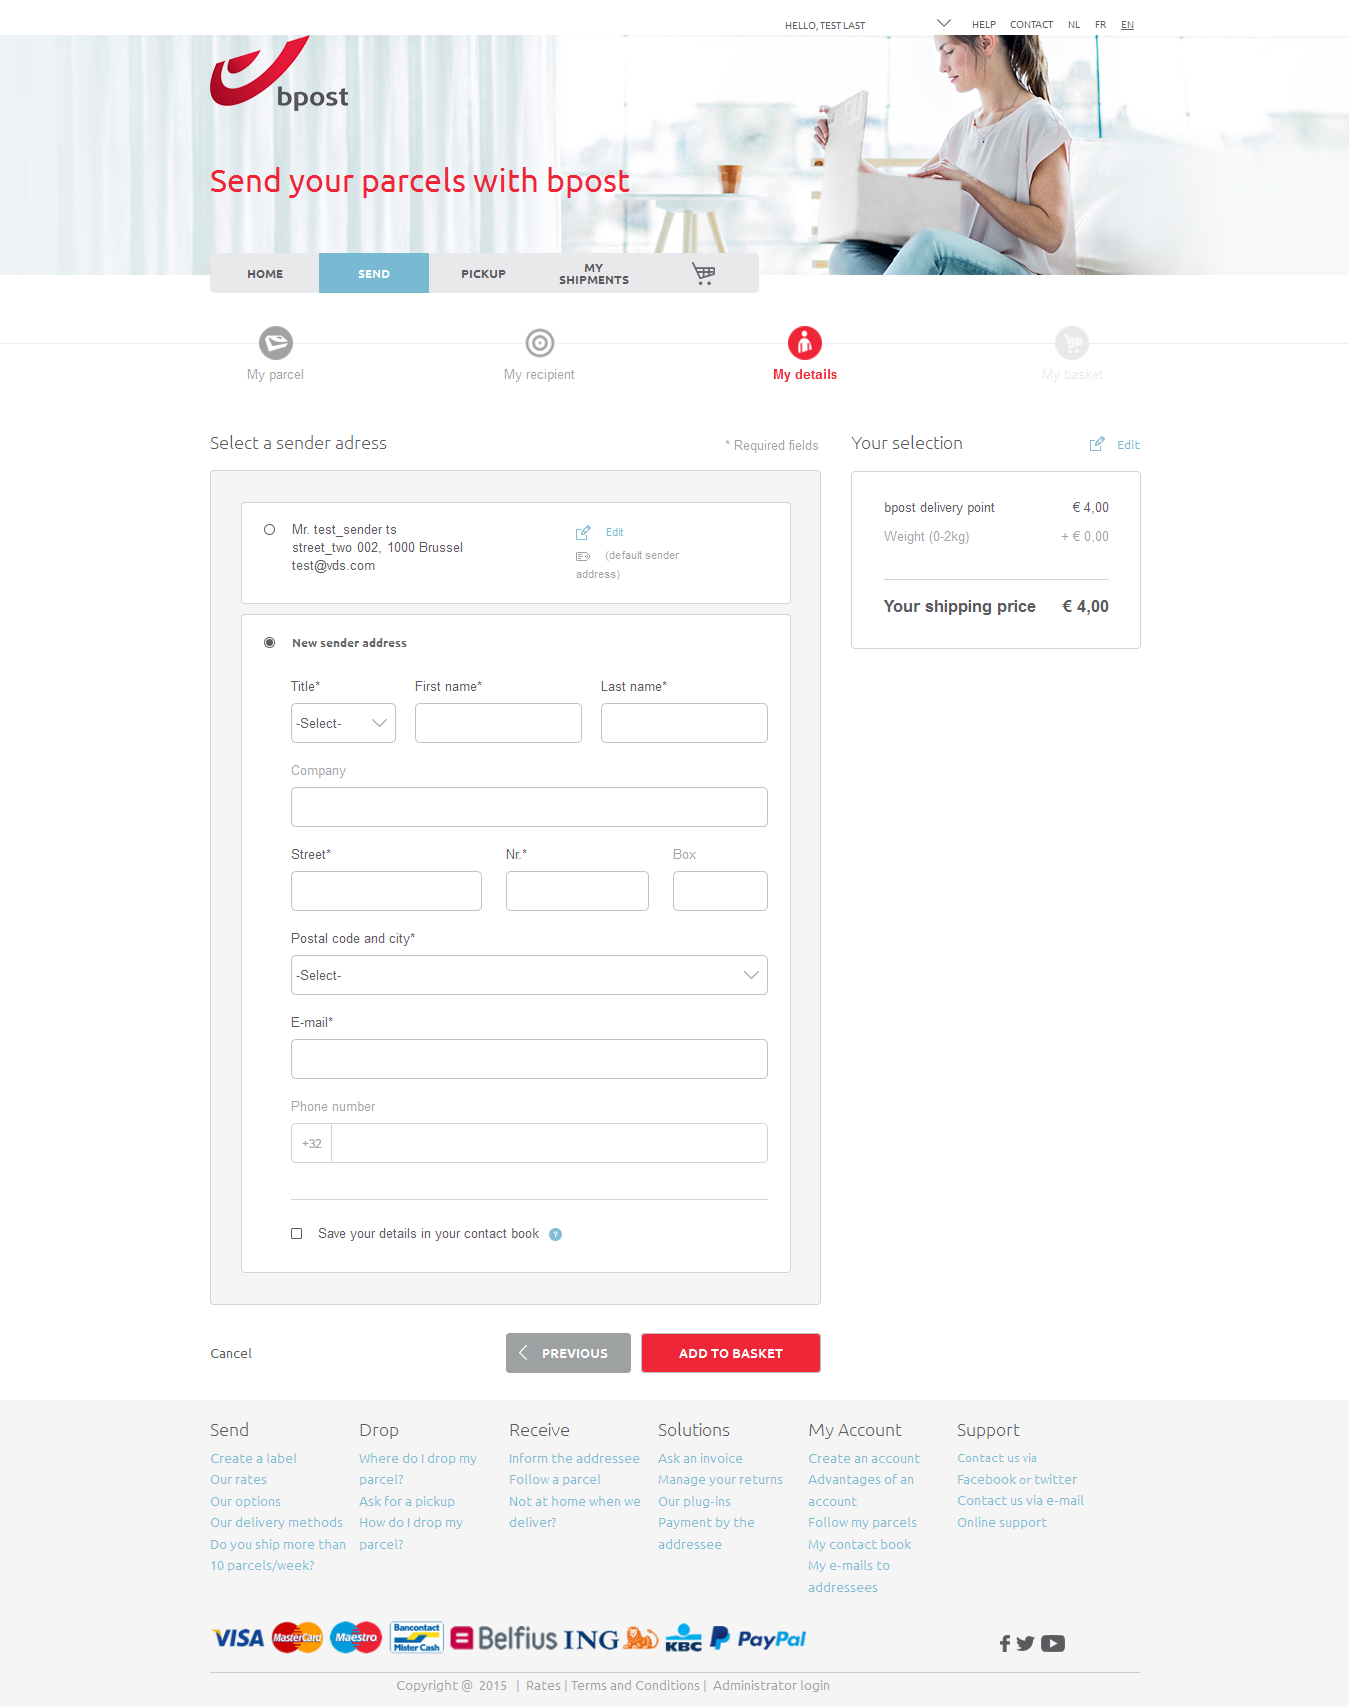 HELLO, TEST LAST
HELP CONTACT NL FR EN
bpost
Send your parcels with bpost
HOME SEND PICKUP MY SHIPMENTS
My parcel My recipient My details My basket
Select a sender adress * Required fields
Mr. test_sender ts
street_two 002, 1000 Brussel
test@vds.com
Edit
(default sender
address)
New sender address
Title* First name* Last name*
-Select-
Company
Street* Nr.* Box
Postal code and city*
-Select-
E-mail*
Phone number
+32
Save your details in your contact book ?
Your selection Edit
bpost delivery point € 4,00
Weight (0-2kg) + € 0,00
Your shipping price € 4,00
Cancel PREVIOUS ADD TO BASKET
Send
Create a label
Our rates
Our options
Our delivery methods
Do you ship more than
10 parcels/week?
Drop
Where do I drop my
parcel?
Ask for a pickup
How do I drop my
parcel?
Receive
Inform the addressee
Follow a parcel
Not at home when we
deliver?
Solutions
Ask an invoice
Manage your returns
Our plug-ins
Payment by the
addressee
My Account
Create an account
Advantages of an
account
Follow my parcels
My contact book
My e-mails to
addressees
Support
Contact us via
Facebook or twitter
Contact us via e-mail
Online support
VISA MasterCard Maestro Bancontact Mister Cash Belfius ING KBC PayPal
Copyright @ 2015 | Rates | Terms and Conditions | Administrator login